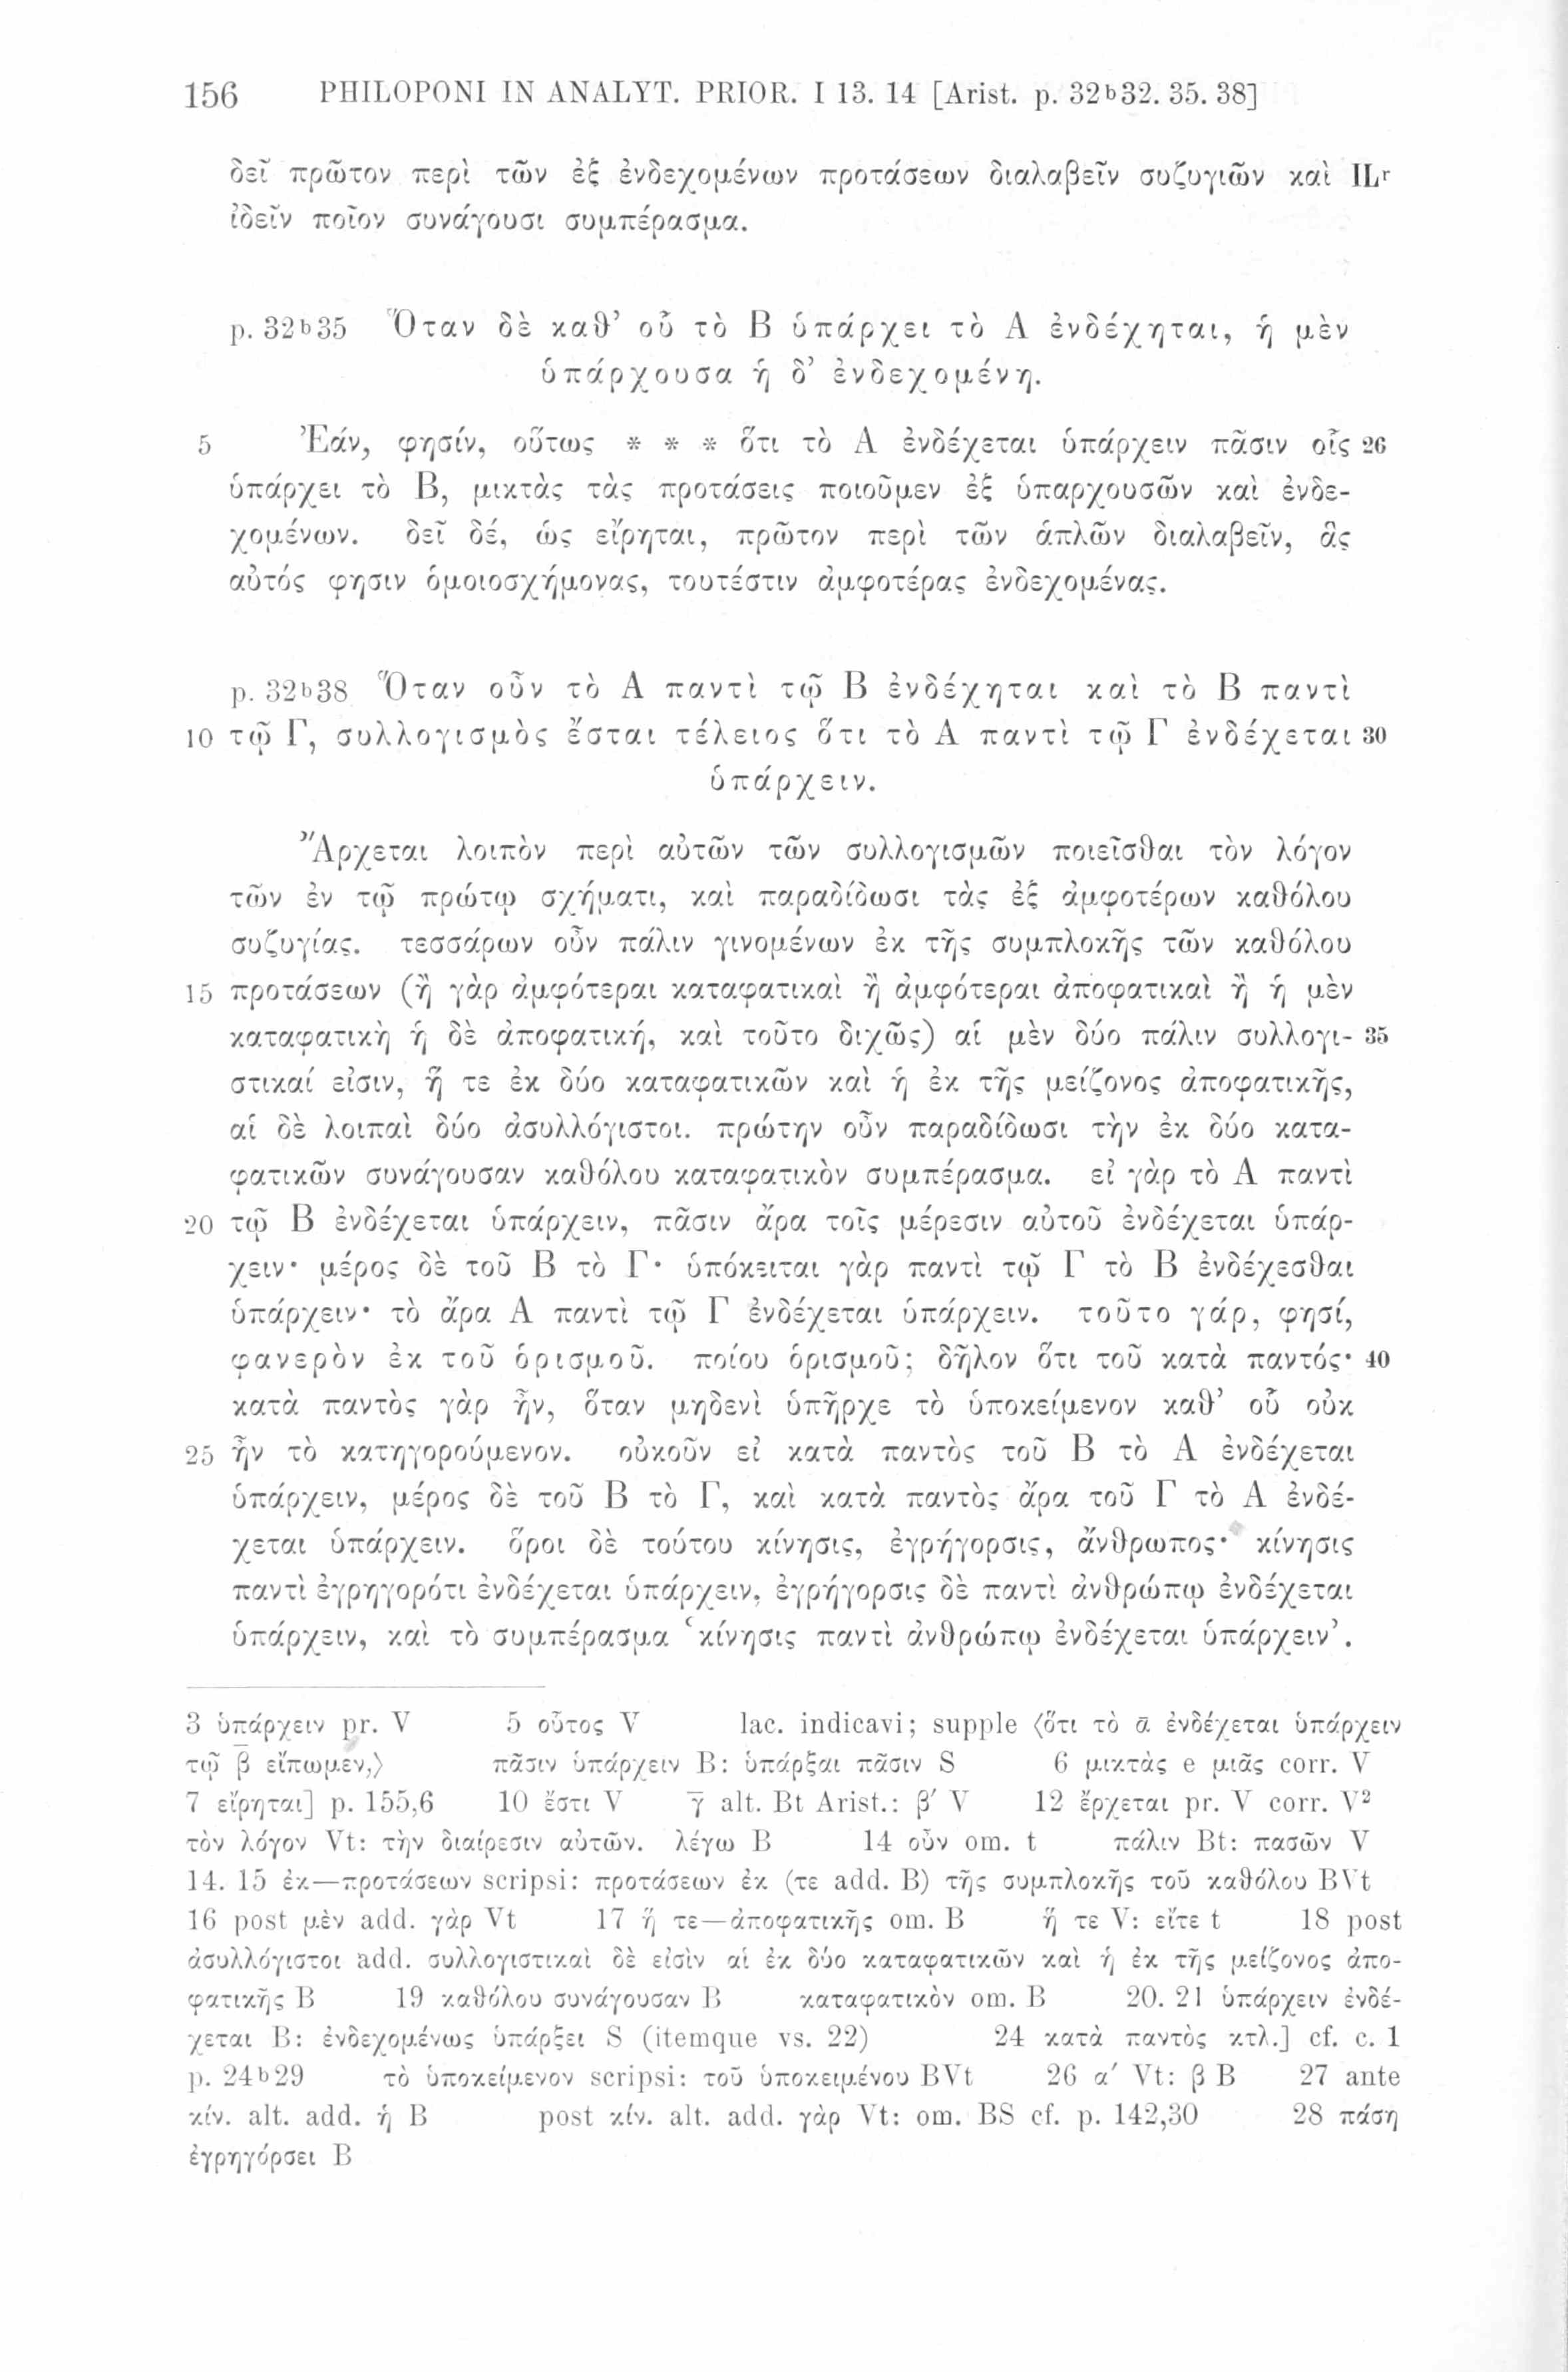 156 PHILOPONI IN ANALYT. PRIOR. I 13. 14 [Arist. p. 32b32. 35. 38]
δεῖ πρῶτον περὶ τῶν ἐξ ἐνδεχομένων προτάσεων διαλαβεῖν συζυγιῶν καὶ ILr
ἰδεῖν ποῖον συνάγουσι συμπέρασμα.
p. 32b35 Ὅταν δὲ καθ’ οὗ τὸ Β ὑπάρχει τὸ Α ἐνδέχηται, ἡ μὲν
ὑπάρχουσα ἡ δ’ ἐνδεχομένη.
5 Ἐάν, φησίν, οὕτως * * * ὅτι τὸ Α ἐνδέχεται ὑπάρχειν πᾶσιν οἷς 26
ὑπάρχει τὸ Β, μικτὰς τὰς προτάσεις ποιοῦμεν ἐξ ὑπαρχουσῶν καὶ ἐνδε-
χομένων. δεῖ δέ, ὡς εἴρηται, πρῶτον περὶ τῶν ἁπλῶν διαλαβεῖν, ἃς
αὐτός φησιν ὁμοιοσχήμονας, τουτέστιν ἀμφοτέρας ἐνδεχομένας.
p. 32b38 Ὅταν οὖν τὸ Α παντὶ τῷ Β ἐνδέχηται καὶ τὸ Β παντὶ
10 τῷ Γ, συλλογισμὸς ἔσται τέλειος ὅτι τὸ Α παντὶ τῷ Γ ἐνδέχεται 30
ὑπάρχειν.
Ἄρχεται λοιπὸν περὶ αὐτῶν τῶν συλλογισμῶν ποιεῖσθαι τὸν λόγον
τῶν ἐν τῷ πρώτῳ σχήματι, καὶ παραδίδωσι τὰς ἐξ ἀμφοτέρων καθόλου
συζυγίας. τεσσάρων οὖν πάλιν γινομένων ἐκ τῆς συμπλοκῆς τῶν καθόλου
15 προτάσεων (ἢ γὰρ ἀμφότεραι καταφατικαὶ ἢ ἀμφότεραι ἀποφατικαὶ ἢ ἡ μὲν
καταφατικὴ ἡ δὲ ἀποφατική, καὶ τοῦτο διχῶς) αἱ μὲν δύο πάλιν συλλογι- 35
στικαί εἰσιν, ἥ τε ἐκ δύο καταφατικῶν καὶ ἡ ἐκ τῆς μείζονος ἀποφατικῆς,
αἱ δὲ λοιπαὶ δύο ἀσυλλόγιστοι. πρώτην οὖν παραδίδωσι τὴν ἐκ δύο κατα-
φατικῶν συνάγουσαν καθόλου καταφατικὸν συμπέρασμα. εἰ γὰρ τὸ Α παντὶ
20 τῷ Β ἐνδέχεται ὑπάρχειν, πᾶσιν ἄρα τοῖς μέρεσιν αὐτοῦ ἐνδέχεται ὑπάρ-
χειν· μέρος δὲ τοῦ Β τὸ Γ· ὑπόκειται γὰρ παντὶ τῷ Γ τὸ Β ἐνδέχεσθαι
ὑπάρχειν· τὸ ἄρα Α παντὶ τῷ Γ ἐνδέχεται ὑπάρχειν. τοῦτο γάρ, φησί,
φανερὸν ἐκ τοῦ ὁρισμοῦ. ποίου ὁρισμοῦ; δῆλον ὅτι τοῦ κατὰ παντός· 40
κατὰ παντὸς γὰρ ἦν, ὅταν μηδενὶ ὑπῆρχε τὸ ὑποκείμενον καθ’ οὗ οὐκ
25 ἦν τὸ κατηγορούμενον. οὐκοῦν εἰ κατὰ παντὸς τοῦ Β τὸ Α ἐνδέχεται
ὑπάρχειν, μέρος δὲ τοῦ Β τὸ Γ, καὶ κατὰ παντὸς ἄρα τοῦ Γ τὸ Α ἐνδέ-
χεται ὑπάρχειν. ὅροι δὲ τούτου κίνησις, ἐγρήγορσις, ἄνθρωπος· κίνησις
παντὶ ἐγρηγορότι ἐνδέχεται ὑπάρχειν, ἐγρήγορσις δὲ παντὶ ἀνθρώπῳ ἐνδέχεται
ὑπάρχειν, καὶ τὸ συμπέρασμα ‘κίνησις παντὶ ἀνθρώπῳ ἐνδέχεται ὑπάρχειν’.
3 ὑπάρχειν pr. V 5 οὗτος V lac. indicavi; supple ⟨ὅτι τὸ ᾱ ἐνδέχεται ὑπάρχειν
τῷ β̄ εἴπωμεν,⟩ πᾶσιν ὑπάρχειν B: ὑπάρξαι πᾶσιν S 6 μικτὰς e μιᾶς corr. V
7 εἴρηται] p. 155,6 10 ἔστι V γ̄ alt. Bt Arist.: β′ V 12 ἔρχεται pr. V corr. V²
τὸν λόγον Vt: τὴν διαίρεσιν αὐτῶν. λέγω B 14 οὖν om. t πάλιν Bt: πασῶν V
14. 15 ἐκ—προτάσεων scripsi: προτάσεων ἐκ (τε add. B) τῆς συμπλοκῆς τοῦ καθόλου BVt
16 post μὲν add. γὰρ Vt 17 ἥ τε—ἀποφατικῆς om. B ἥ τε V: εἴτε t 18 post
ἀσυλλόγιστοι add. συλλογιστικαὶ δὲ εἰσὶν αἱ ἐκ δύο καταφατικῶν καὶ ἡ ἐκ τῆς μείζονος ἀπο-
φατικῆς B 19 καθόλου συνάγουσαν B καταφατικὸν om. B 20. 21 ὑπάρχειν ἐνδέ-
χεται B: ἐνδεχομένως ὑπάρξει S (itemque vs. 22) 24 κατὰ παντὸς κτλ.] cf. c. 1
p. 24b29 τὸ ὑποκείμενον scripsi: τοῦ ὑποκειμένου BVt 26 α′ Vt: β B 27 ante
κίν. alt. add. ἡ B post κίν. alt. add. γὰρ Vt: om. BS cf. p. 142,30 28 πάσῃ
ἐγρηγόρσει B